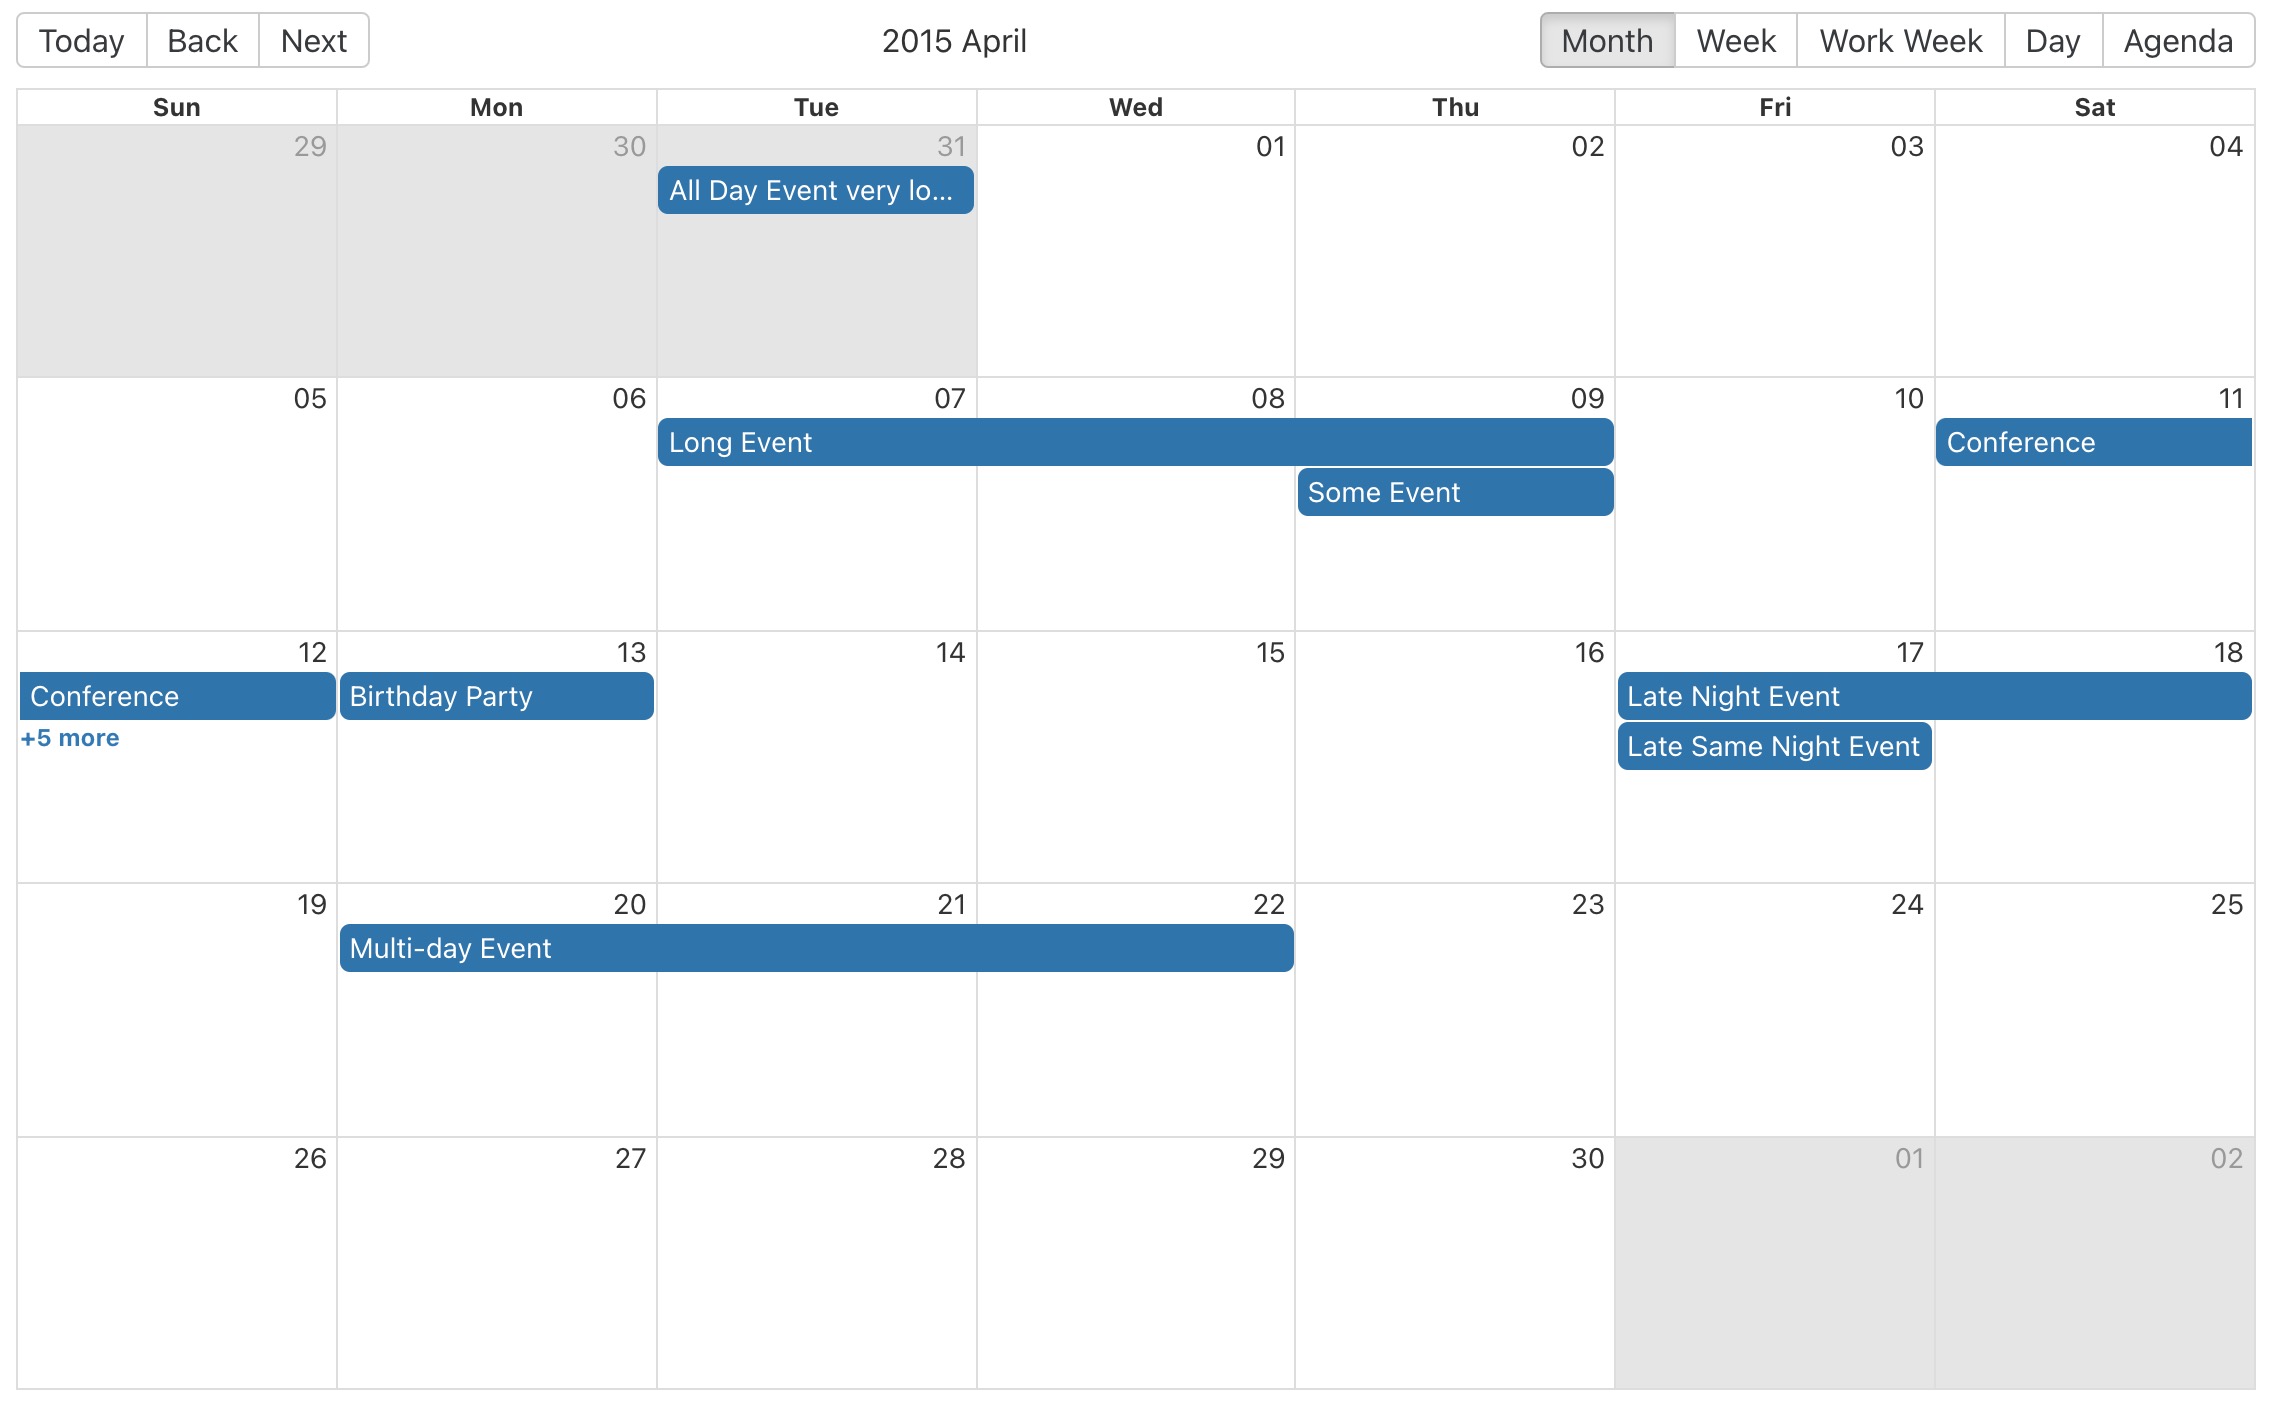 Today Back Next 2015 April Month Week Work Week Day Agenda
Sun Mon Tue Wed Thu Fri Sat
29 30 31 01 02 03 04
All Day Event very lo...
05 06 07 08 09 10 11
Long Event Conference
Some Event
12 13 14 15 16 17 18
Conference Birthday Party Late Night Event
+5 more Late Same Night Event
19 20 21 22 23 24 25
Multi-day Event
26 27 28 29 30 01 02